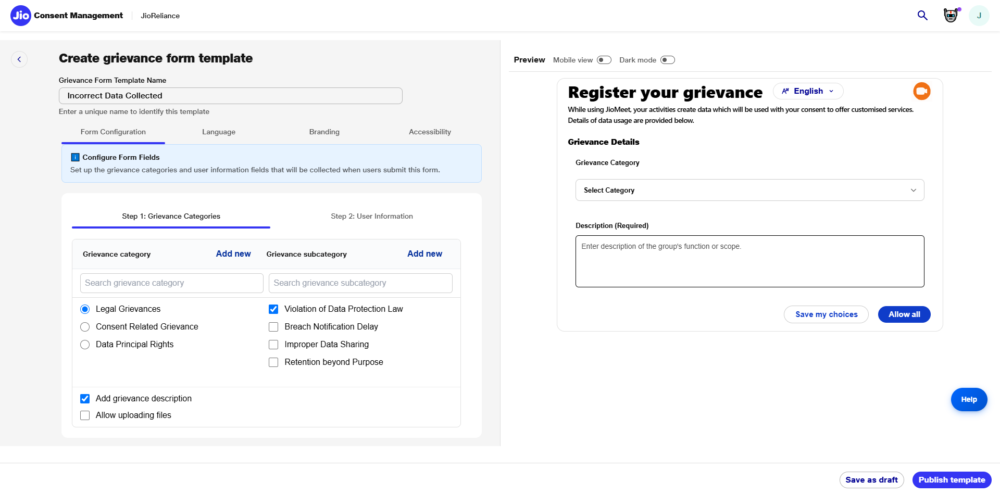 Jio Consent Management JioReliance J
Create grievance form template
Grievance Form Template Name
Incorrect Data Collected
Enter a unique name to identify this template
Form Configuration Language Branding Accessibility
i Configure Form Fields
Set up the grievance categories and user information fields that will be collected when users submit this form.
Step 1: Grievance Categories Step 2: User Information
Grievance category Add new Grievance subcategory Add new
Search grievance category Search grievance subcategory
Legal Grievances Violation of Data Protection Law
Consent Related Grievance Breach Notification Delay
Data Principal Rights Improper Data Sharing
Retention beyond Purpose
Add grievance description
Allow uploading files
Preview Mobile view Dark mode
Register your grievance English
While using JioMeet, your activities create data which will be used with your consent to offer customised services.
Details of data usage are provided below.
Grievance Details
Grievance Category
Select Category
Description (Required)
Enter description of the group's function or scope.
Save my choices Allow all
Help
Save as draft Publish template